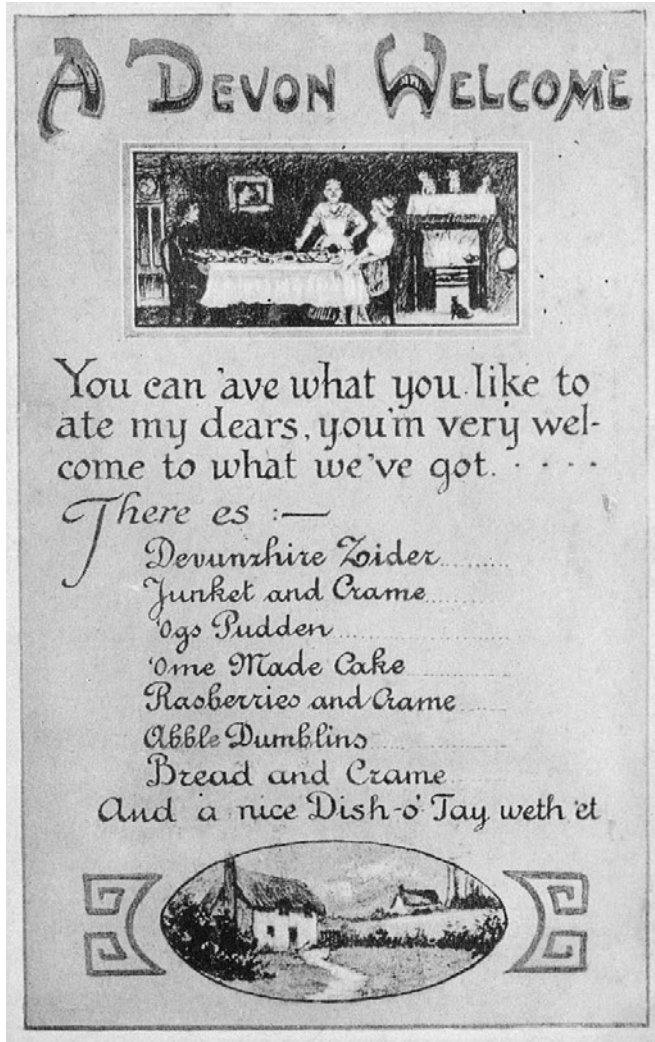 A DEVON WELCOME
You can 'ave what you like to
ate my dears, you'm very wel-
come to what we've got. . . . .
There es :—
Devunzhire Zider..........
Junket and Crame..........
'Ogs Pudden....................
'Ome Made Cake...............
Rasberries and Crame......
Abble Dumblins...............
Bread and Crame.........
And a nice Dish-o' Tay weth 'et